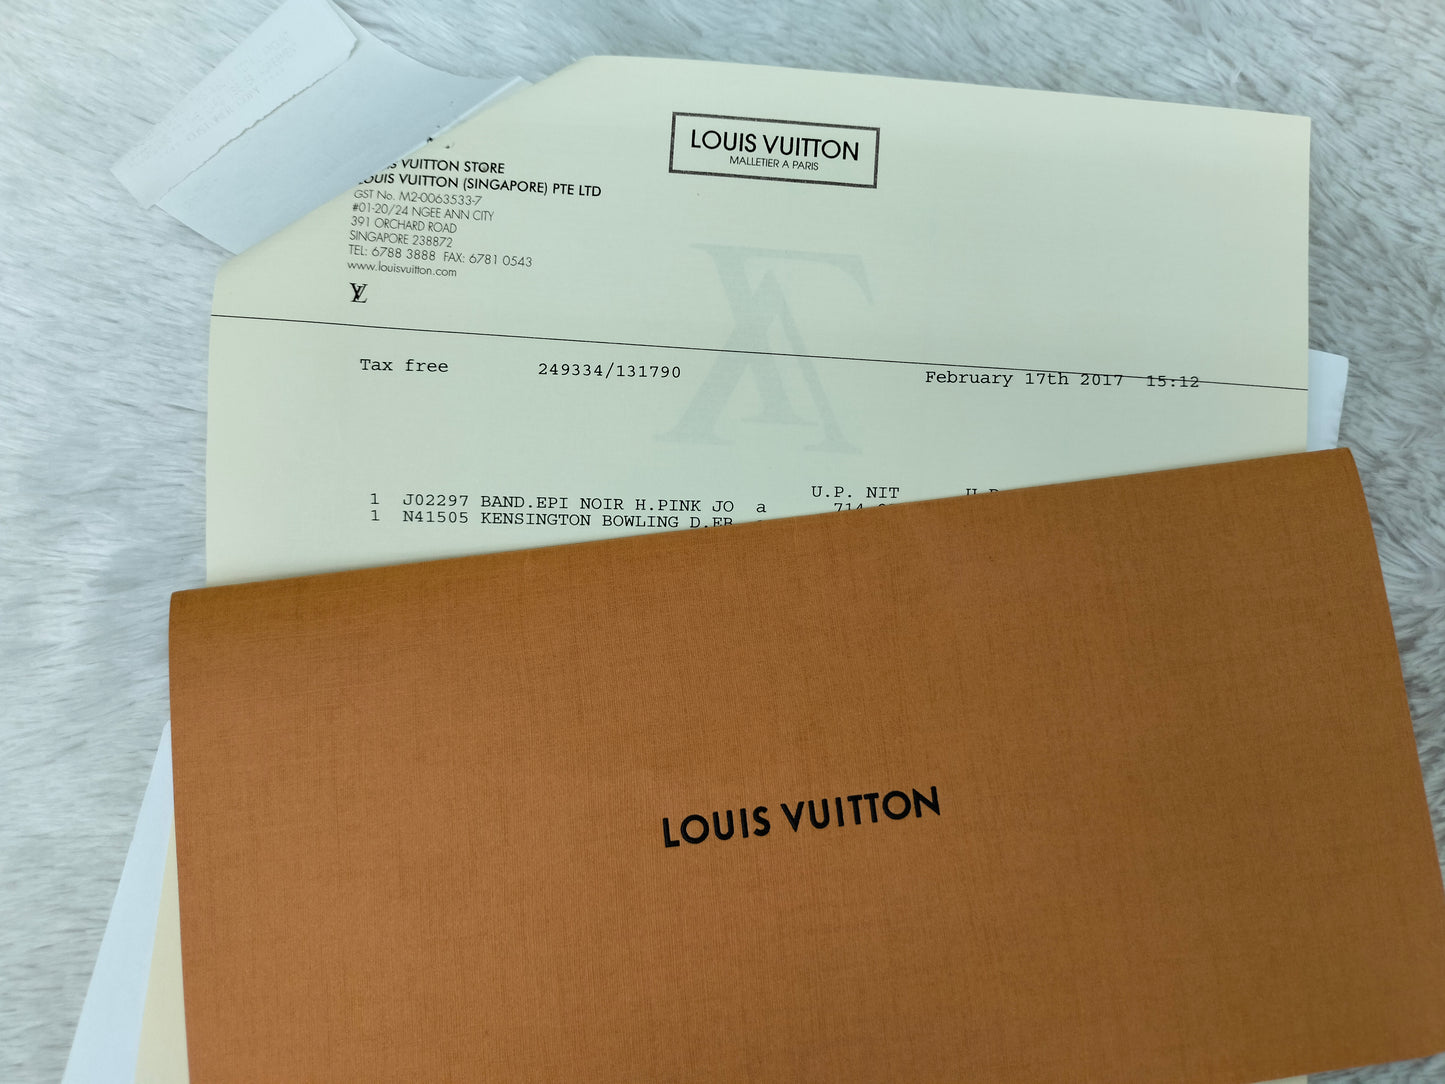 LOUIS VUITTON
MALLETIER A PARIS
VUITTON STORE
LOUIS VUITTON (SINGAPORE) PTE LTD
GST No. M2-0063533-7
#01-20/24 NGEE ANN CITY
391 ORCHARD ROAD
SINGAPORE 238872
TEL: 6788 3888 FAX: 6781 0543
www.louisvuitton.com
LV
Tax free 249334/131790 February 17th 2017 15:12
U.P. NIT
1 J02297 BAND.EPI NOIR H.PINK JO a 714
1 N41505 KENSINGTON BOWLING D.EB
LOUIS VUITTON